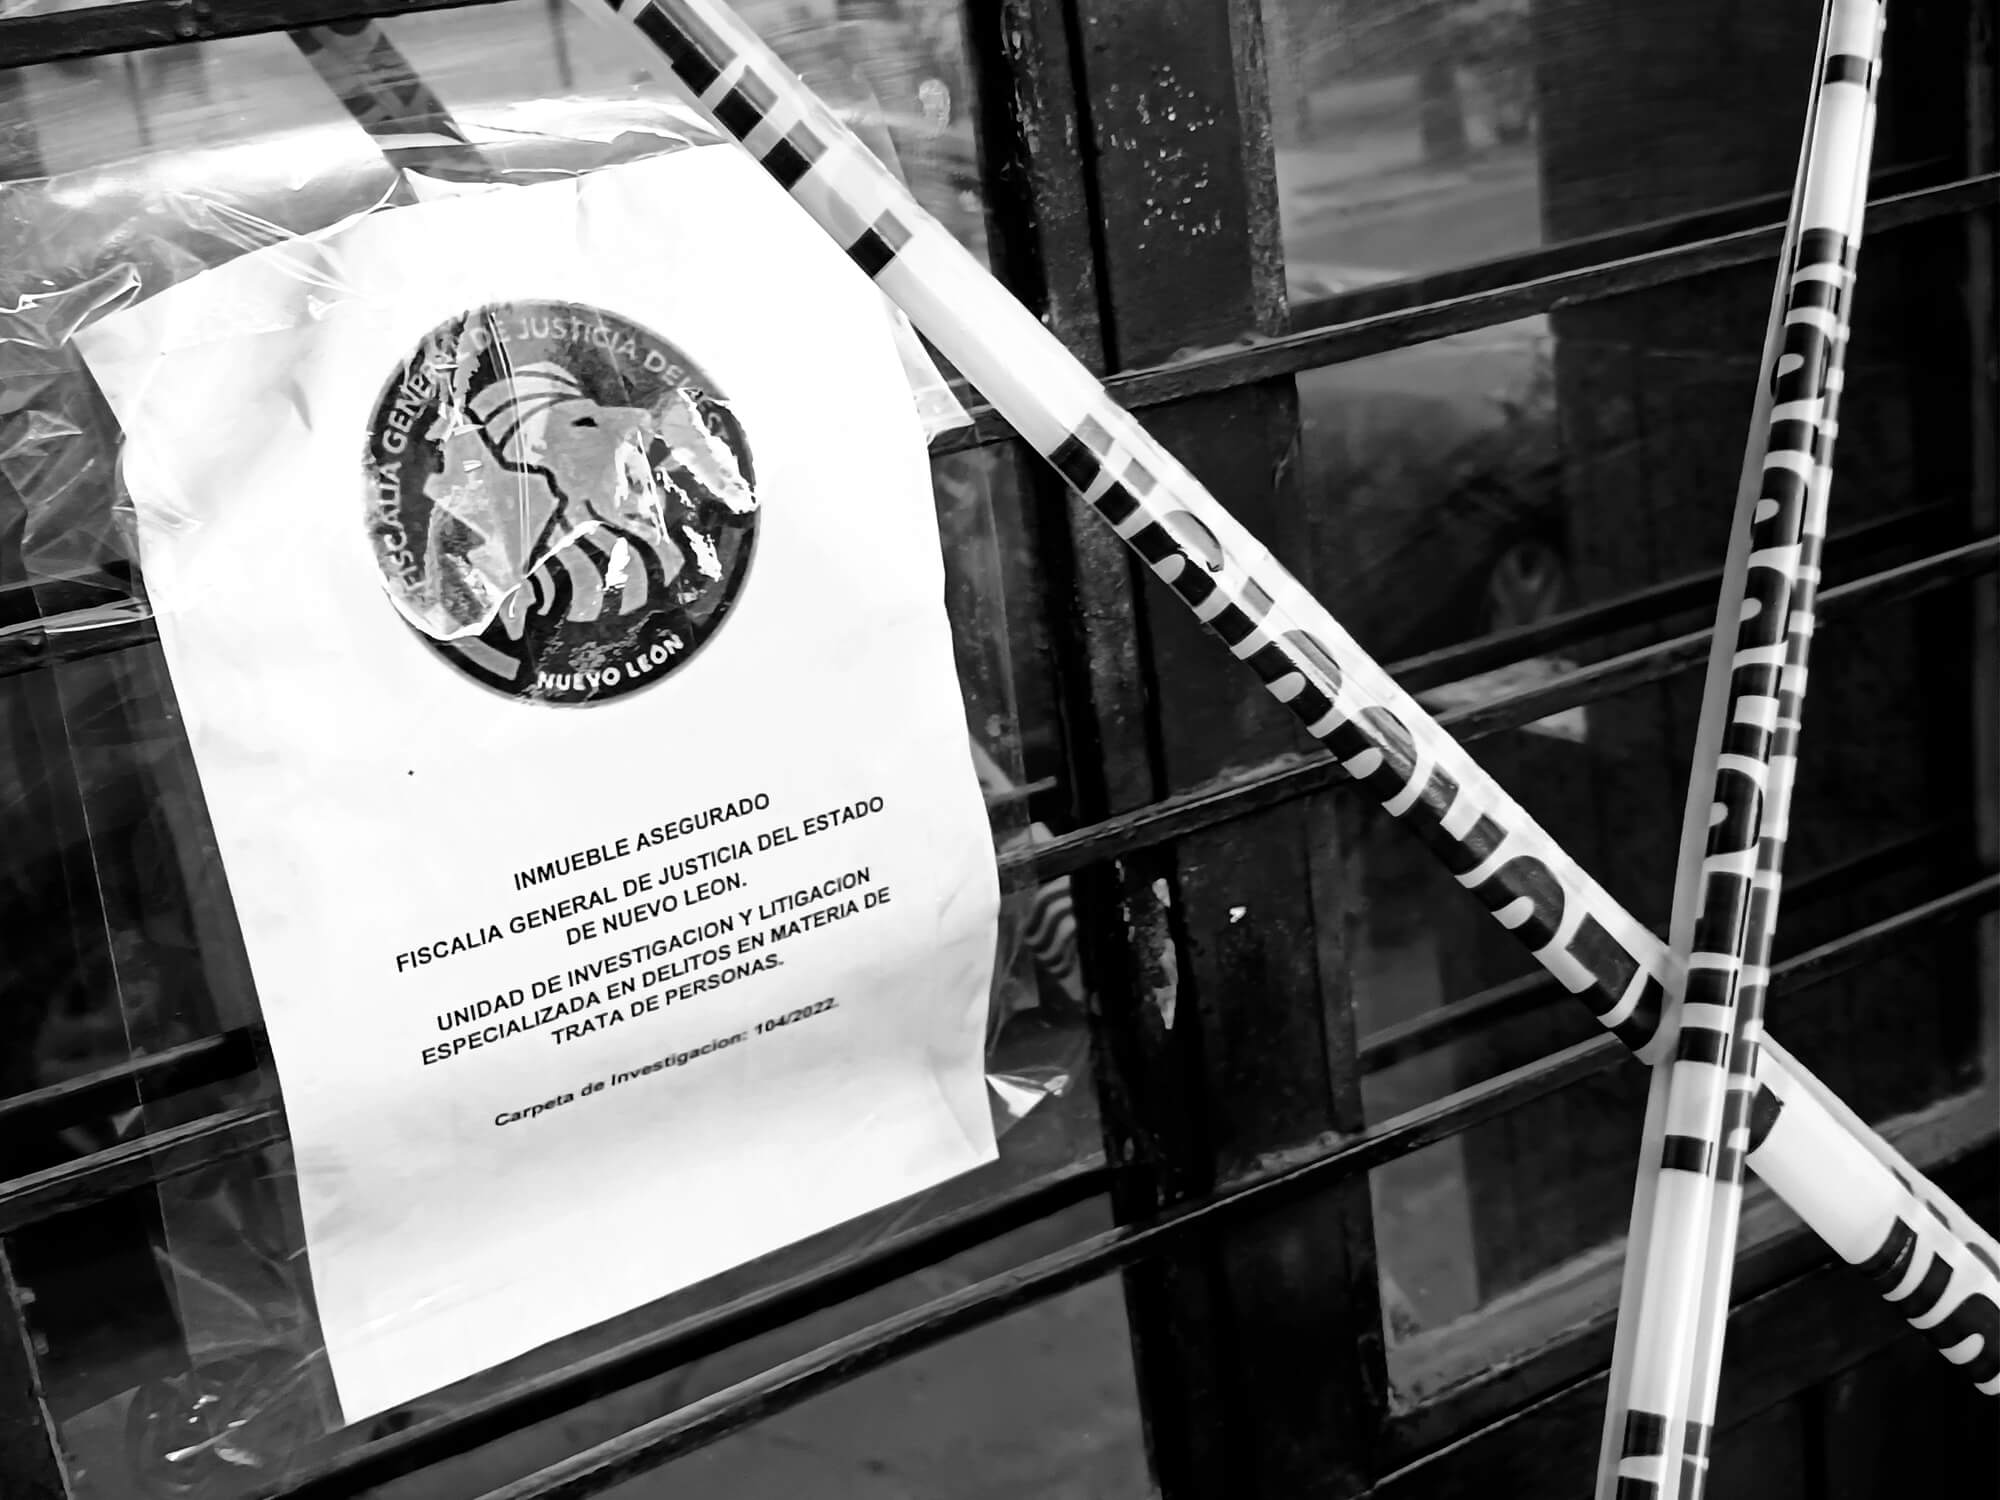 FISCALIA GENERAL DE JUSTICIA DEL
NUEVO LEÓN
INMUEBLE ASEGURADO
FISCALIA GENERAL DE JUSTICIA DEL ESTADO
DE NUEVO LEON.
UNIDAD DE INVESTIGACION Y LITIGACION
ESPECIALIZADA EN DELITOS EN MATERIA DE
TRATA DE PERSONAS.
Carpeta de Investigacion: 104/2022.